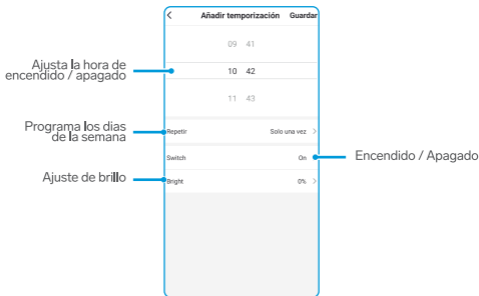 Añadir temporización Guardar
09 41
Ajusta la hora de
encendido / apagado
10 42
11 43
Programa los dias
de la semana
Repetir Solo una vez
Switch On
Encendido / Apagado
Ajuste de brillo
Bright 0%